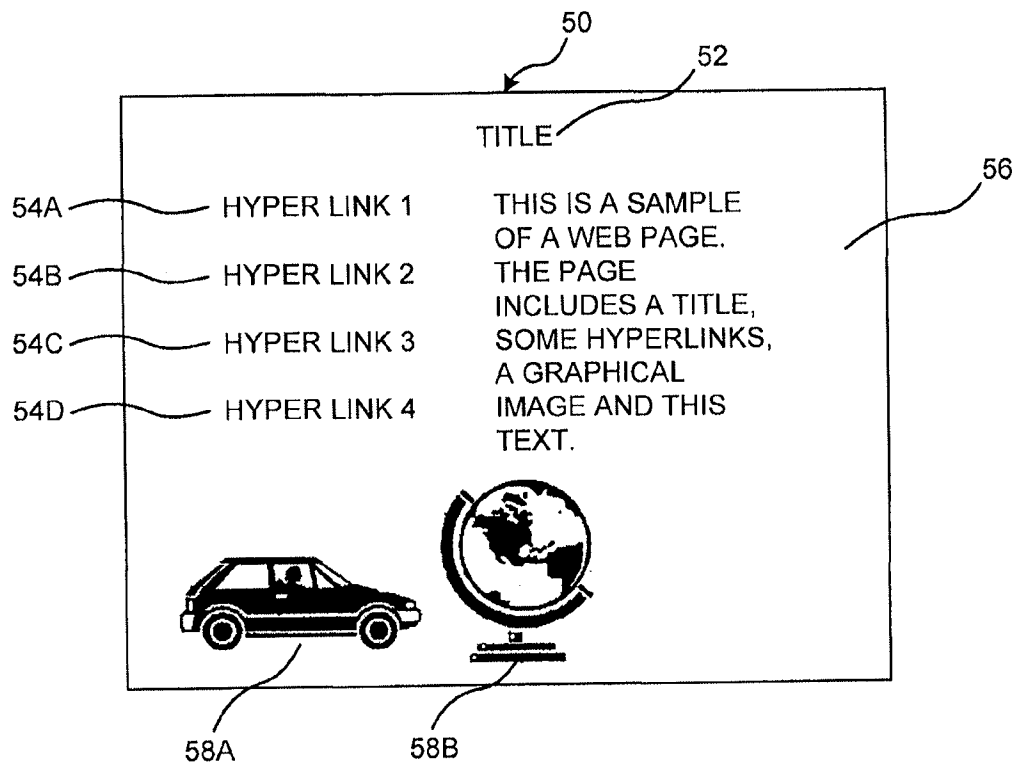 50
52
TITLE
56
54A HYPER LINK 1
54B HYPER LINK 2
54C HYPER LINK 3
54D HYPER LINK 4
THIS IS A SAMPLE
OF A WEB PAGE.
THE PAGE
INCLUDES A TITLE,
SOME HYPERLINKS,
A GRAPHICAL
IMAGE AND THIS
TEXT.
58A
58B